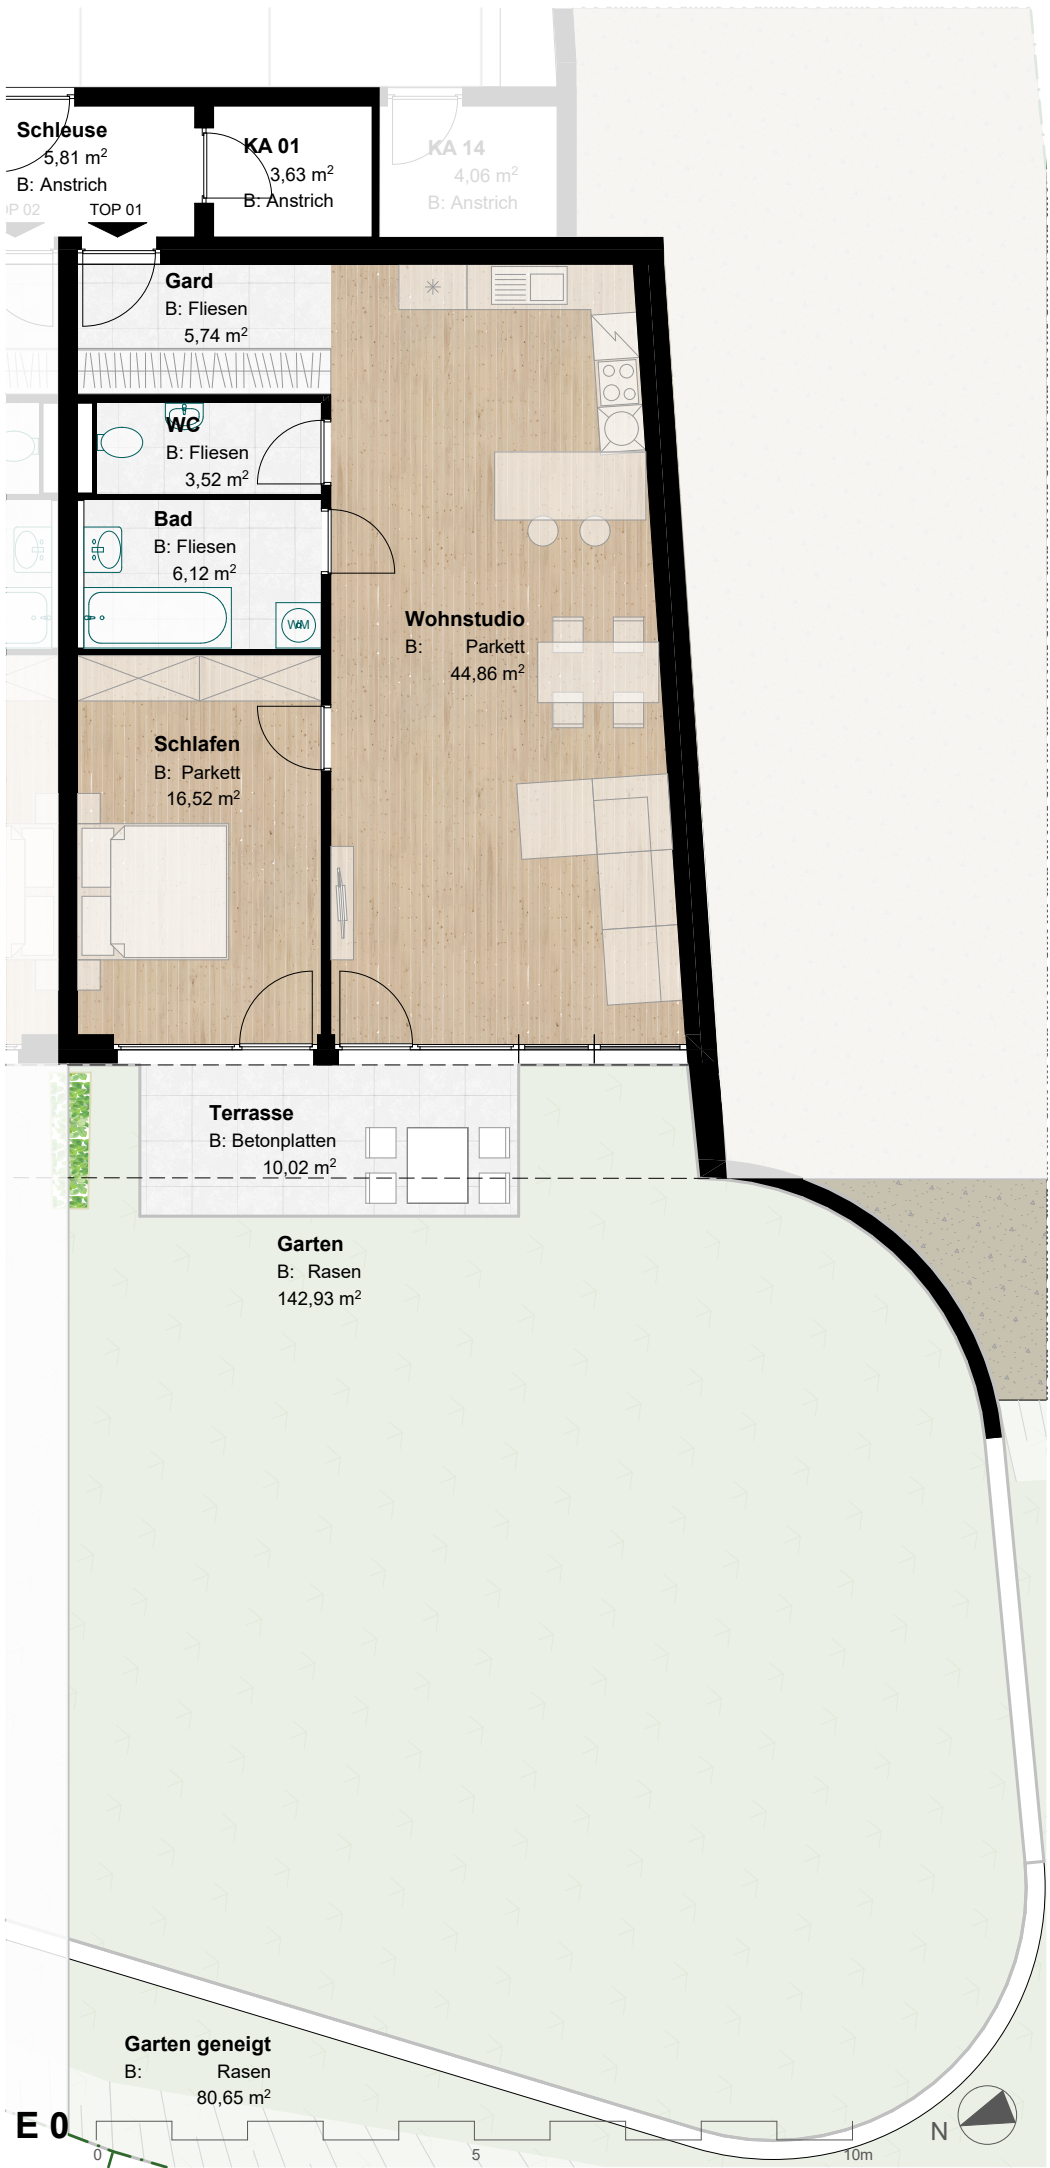 Schleuse
5,81 m²
B: Anstrich
KA 01
3,63 m²
B: Anstrich
KA 14
4,06 m²
B: Anstrich
TOP 02
TOP 01
Gard
B: Fliesen
5,74 m²
WC
B: Fliesen
3,52 m²
Bad
B: Fliesen
6,12 m²
WM
Wohnstudio
B: Parkett
44,86 m²
Schlafen
B: Parkett
16,52 m²
Terrasse
B: Betonplatten
10,02 m²
Garten
B: Rasen
142,93 m²
Garten geneigt
B: Rasen
80,65 m²
E 0
0 5 10m
N